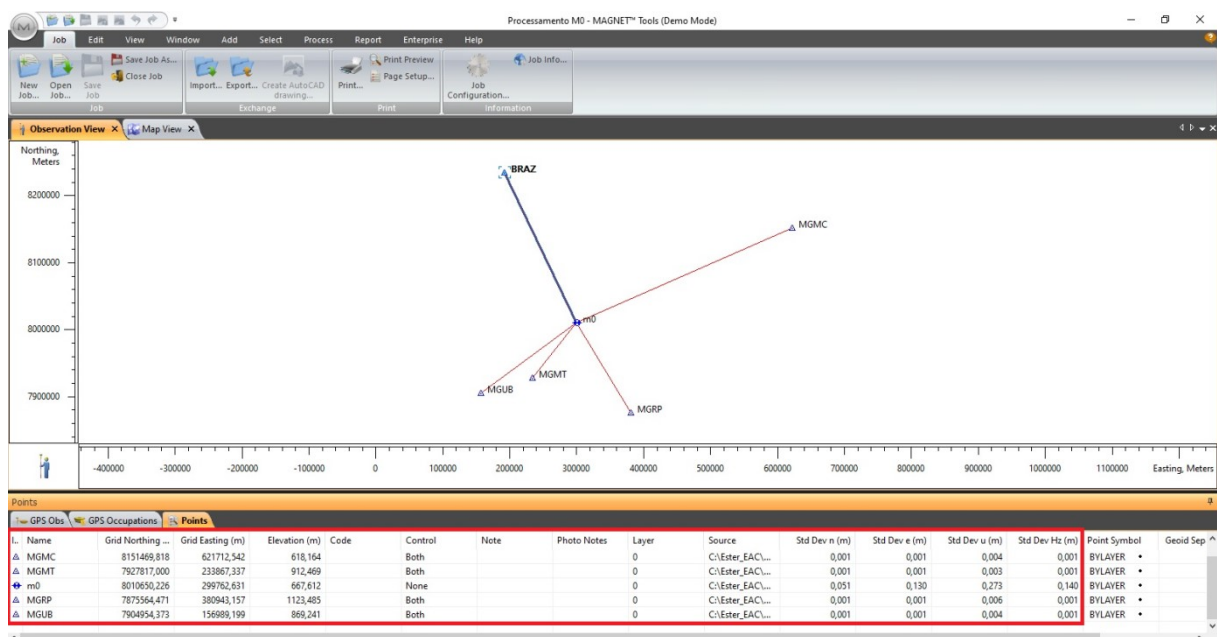 Processamento M0 - MAGNET™ Tools (Demo Mode)
Job Edit View Window Add Select Process Report Enterprise Help
New Job... Open Job... Save Job Save Job As... Close Job
Import... Export... Create AutoCAD drawing...
Print... Print Preview Page Setup...
Job Configuration... Job Info...
Job Exchange Print Information
Observation View X Map View X
Northing, Meters
8200000
8100000
8000000
7900000
BRAZ
MGMC
m0
MGMT
MGUB
MGRP
-400000 -300000 -200000 -100000 0 100000 200000 300000 400000 500000 600000 700000 800000 900000 1000000 1100000 Easting, Meters
Points
GPS Obs GPS Occupations Points
I.. Name Grid Northing ... Grid Easting (m) Elevation (m) Code Control Note Photo Notes Layer Source Std Dev n (m) Std Dev e (m) Std Dev u (m) Std Dev Hz (m) Point Symbol Geoid Sep
MGMC 8151469,818 621712,542 618,164 Both 0 C:\Ester_EAC\... 0,001 0,001 0,004 0,001 BYLAYER •
MGMT 7927817,000 233867,337 912,469 Both 0 C:\Ester_EAC\... 0,001 0,001 0,003 0,001 BYLAYER •
m0 8010650,226 299762,631 667,612 None 0 C:\Ester_EAC\... 0,051 0,130 0,273 0,140 BYLAYER •
MGRP 7875564,471 380943,157 1123,485 Both 0 C:\Ester_EAC\... 0,001 0,001 0,006 0,001 BYLAYER •
MGUB 7904954,373 156989,199 869,241 Both 0 C:\Ester_EAC\... 0,001 0,001 0,004 0,001 BYLAYER •